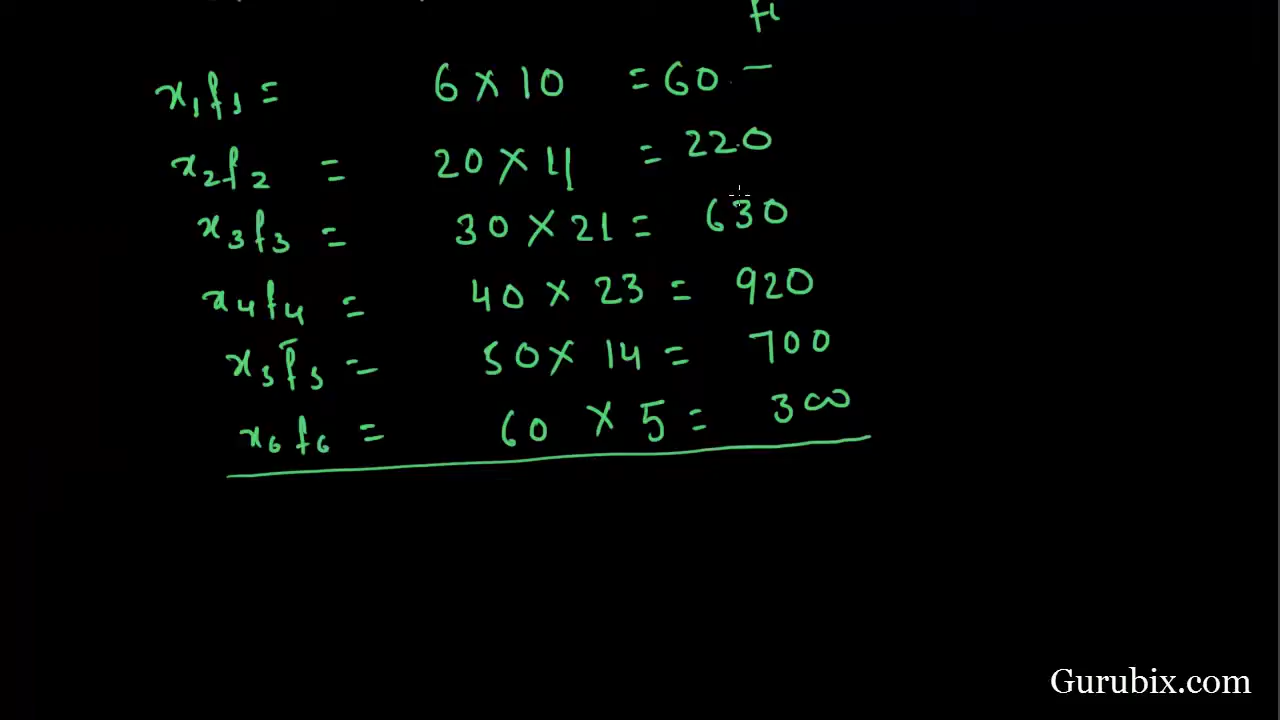 fi
x₁f₁ = 6 × 10 = 60
x₂f₂ = 20 × 11 = 220
x₃f₃ = 30 × 21 = 630
x₄f₄ = 40 × 23 = 920
x₅f₅ = 50 × 14 = 700
x₆f₆ = 60 × 5 = 300
Gurubix.com